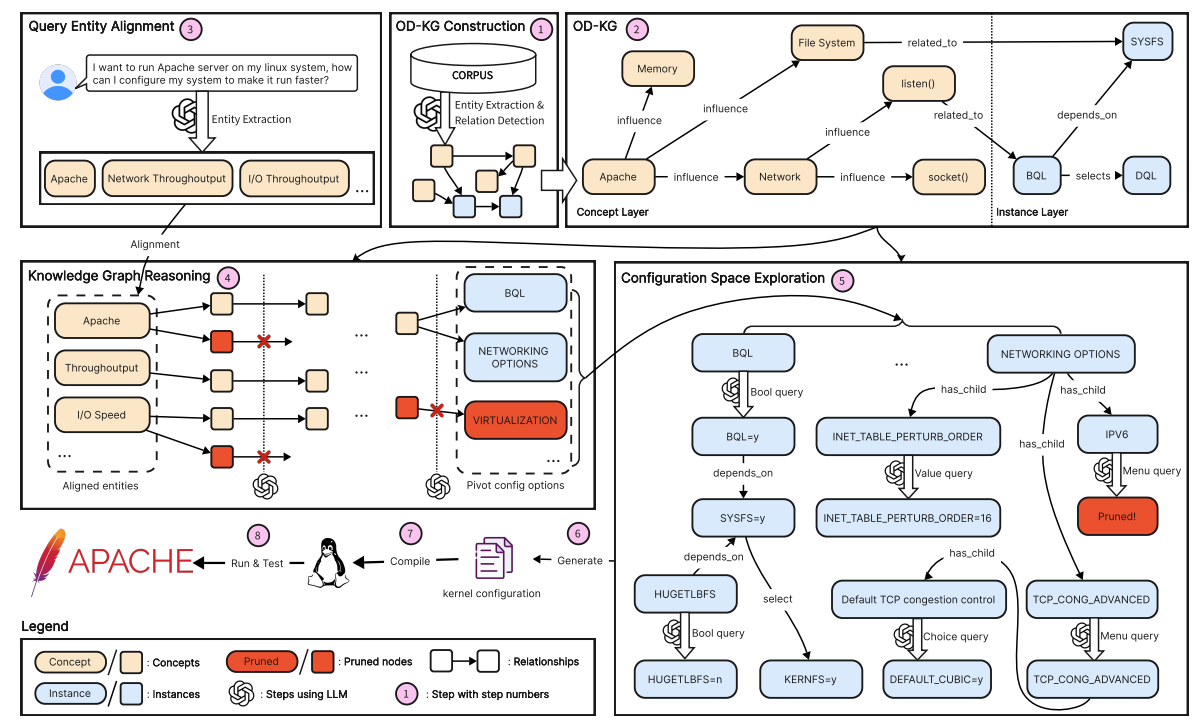 Query Entity Alignment
3
I want to run Apache server on my linux system, how
can I configure my system to make it run faster?
Entity Extraction
Apache
Network Throughoutput
I/O Throughoutput
...
Alignment
OD-KG Construction
1
CORPUS
Entity Extraction &
Relation Detection
OD-KG
2
File System
related_to
SYSFS
Memory
listen()
influence
influence
influence
related_to
depends_on
Apache
influence
Network
influence
socket()
BQL
selects
DQL
Concept Layer
Instance Layer
Knowledge Graph Reasoning
4
Apache
Throughoutput
I/O Speed
...
Aligned entities
...
...
...
BQL
NETWORKING
OPTIONS
VIRTUALIZATION
...
Pivot config options
Configuration Space Exploration
5
BQL
...
NETWORKING OPTIONS
Bool query
has_child
has_child
has_child
BQL=y
INET_TABLE_PERTURB_ORDER
IPV6
depends_on
Value query
Menu query
SYSFS=y
INET_TABLE_PERTURB_ORDER=16
Pruned!
depends_on
has_child
HUGETLBFS
select
Default TCP congestion control
TCP_CONG_ADVANCED
Bool query
Choice query
Menu query
HUGETLBFS=n
KERNFS=y
DEFAULT_CUBIC=y
TCP_CONG_ADVANCED
APACHE
8
Run & Test
7
Compile
kernel configuration
6
Generate
Legend
Concept
: Concepts
Pruned
: Pruned nodes
: Relationships
Instance
: Instances
: Steps using LLM
1
: Step with step numbers